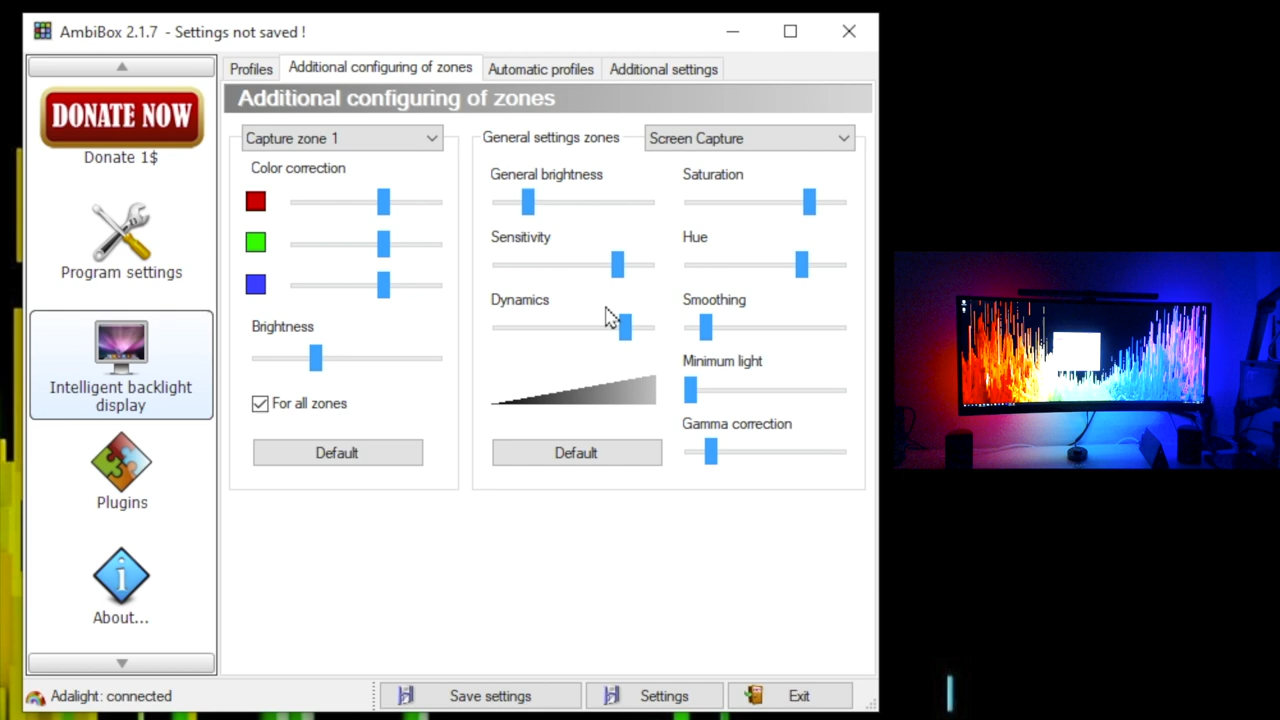 AmbiBox 2.1.7 - Settings not saved !
DONATE NOW
Donate 1$
Program settings
Intelligent backlight
display
Plugins
About...
Profiles
Additional configuring of zones
Automatic profiles
Additional settings
Additional configuring of zones
Capture zone 1
Color correction
Brightness
For all zones
Default
General settings zones
Screen Capture
General brightness
Saturation
Sensitivity
Hue
Dynamics
Smoothing
Minimum light
Gamma correction
Default
Adalight: connected
Save settings
Settings
Exit